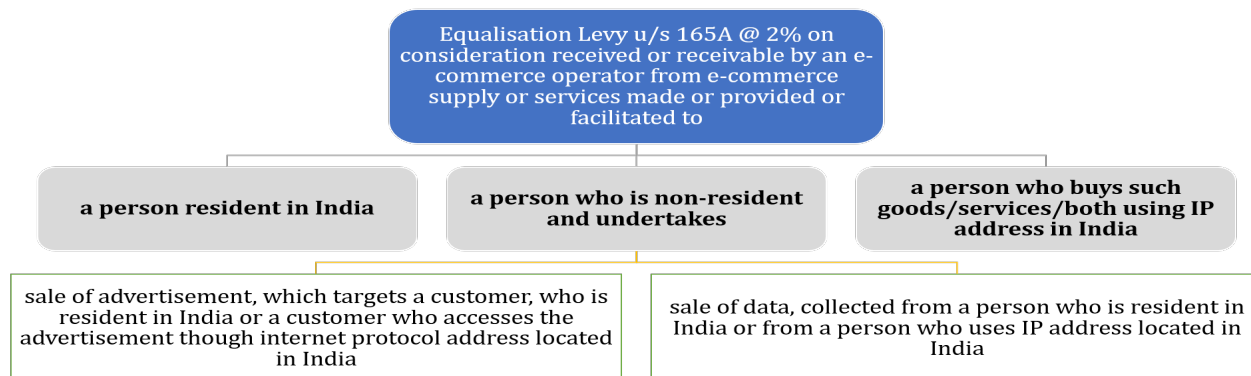 Equalisation Levy u/s 165A @ 2% on
consideration received or receivable by an e-
commerce operator from e-commerce
supply or services made or provided or
facilitated to
a person resident in India
a person who is non-resident
and undertakes
a person who buys such
goods/services/both using IP
address in India
sale of advertisement, which targets a customer, who is
resident in India or a customer who accesses the
advertisement though internet protocol address located
in India
sale of data, collected from a person who is resident in
India or from a person who uses IP address located in
India